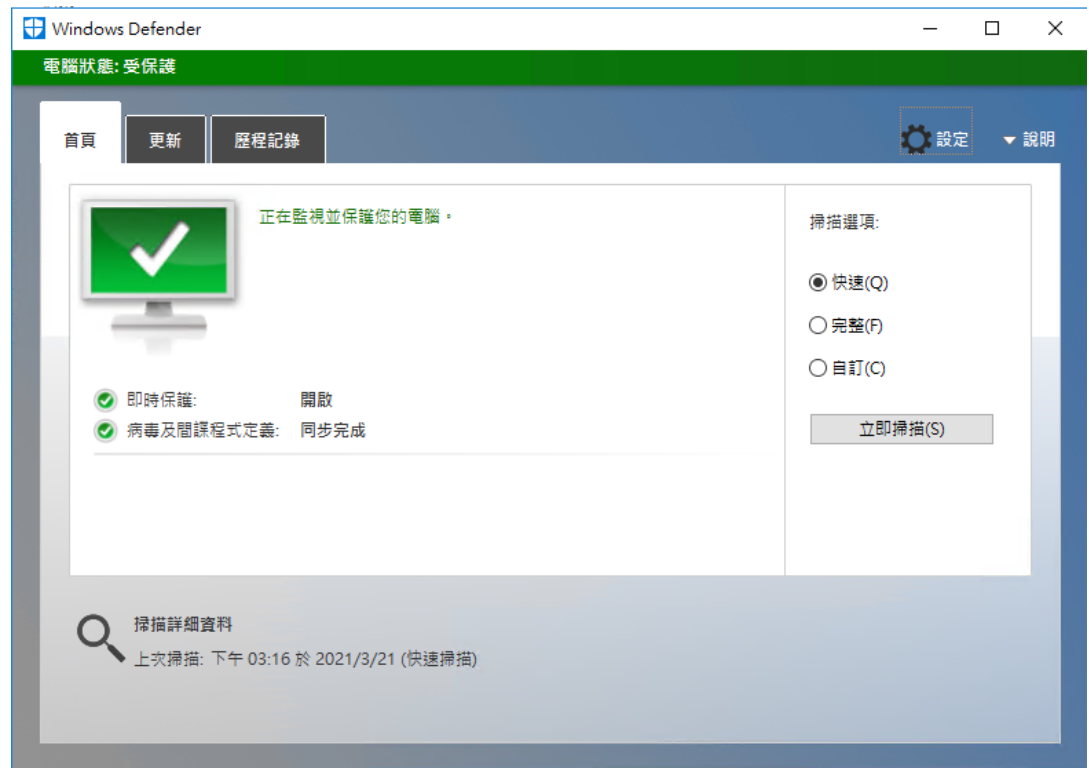 Windows Defender
電腦狀態: 受保護
首頁
更新
歷程記錄
設定
說明
正在監視並保護您的電腦。
即時保護: 開啟
病毒及間諜程式定義: 同步完成
掃描選項:
快速(Q)
完整(F)
自訂(C)
立即掃描(S)
掃描詳細資料
上次掃描: 下午 03:16 於 2021/3/21 (快速掃描)